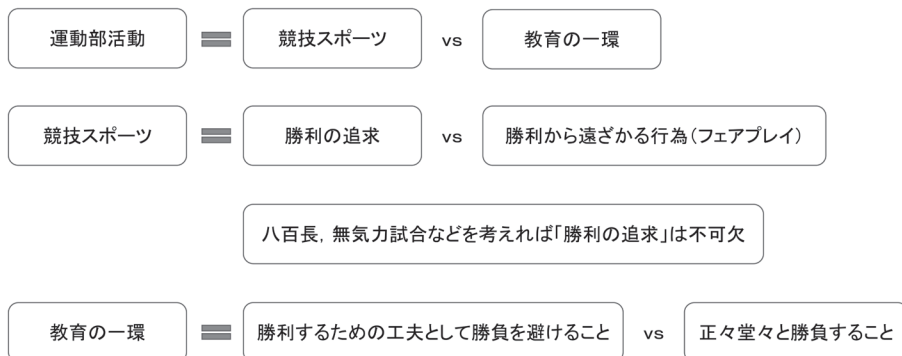 運動部活動 = 競技スポーツ vs 教育の一環
競技スポーツ = 勝利の追求 vs 勝利から遠ざかる行為(フェアプレイ)
八百長, 無気力試合などを考えれば「勝利の追求」は不可欠
教育の一環 = 勝利するための工夫として勝負を避けること vs 正々堂々と勝負すること